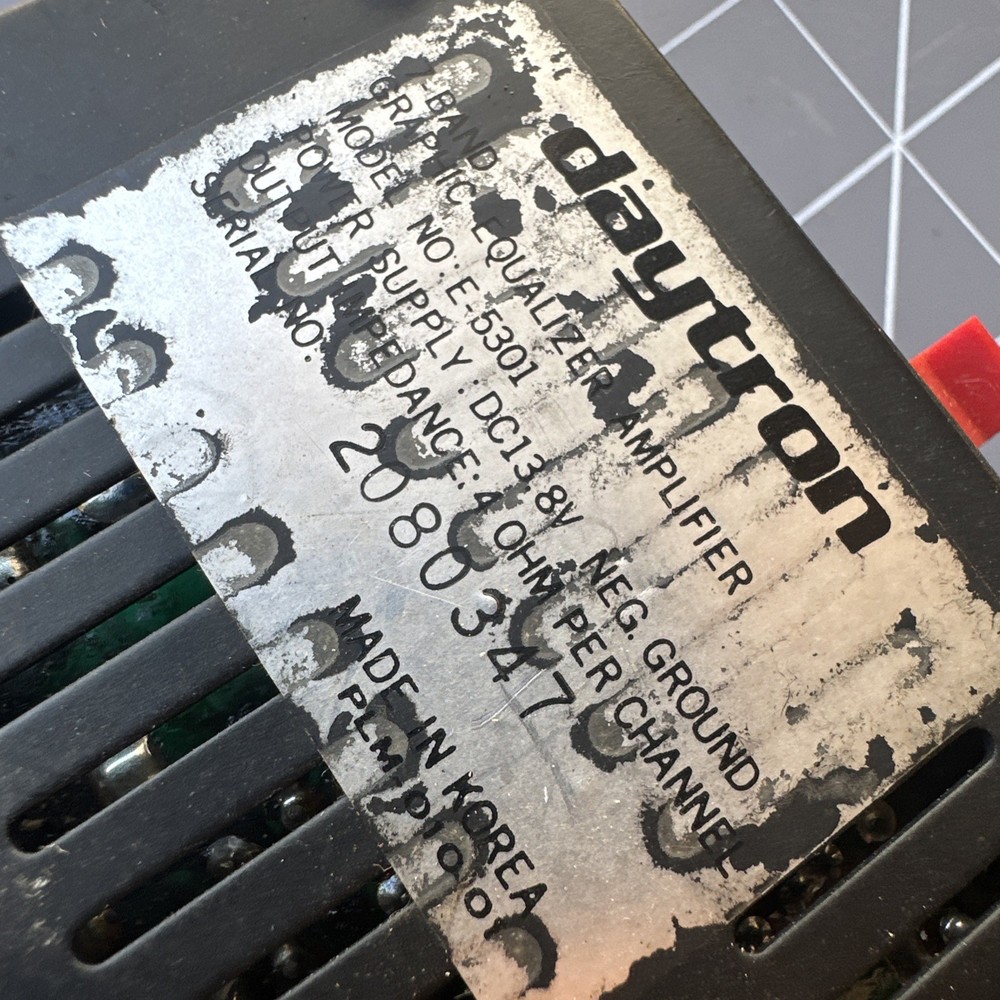 daytron
7-BAND
GRAPHIC EQUALIZER AMPLIFIER
MODEL NO: E-5301
POWER SUPPLY: DC13.8V NEG. GROUND
OUTPUT IMPEDANCE: 4 OHM PER CHANNEL
SERIAL NO.
2080347
MADE IN KOREA